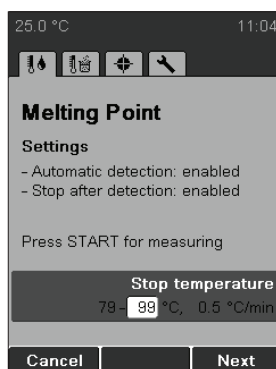 25.0 °C 11:04
Melting Point
Settings
- Automatic detection: enabled
- Stop after detection: enabled
Press START for measuring
Stop temperature
79 - 99 °C, 0.5 °C/min
Cancel Next